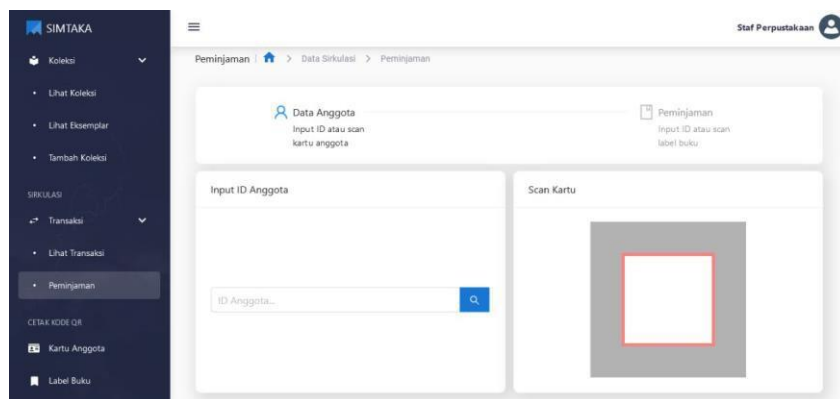 SIMTAKA
Staf Perpustakaan
Koleksi
Lihat Koleksi
Lihat Eksemplar
Tambah Koleksi
SIRKULASI
Transaksi
Lihat Transaksi
Peminjaman
CETAK KODE QR
Kartu Anggota
Label Buku
Peminjaman > Data Sirkulasi > Peminjaman
Data Anggota
Input ID atau scan
kartu anggota
Peminjaman
Input ID atau scan
label buku
Input ID Anggota
ID Anggota...
Scan Kartu